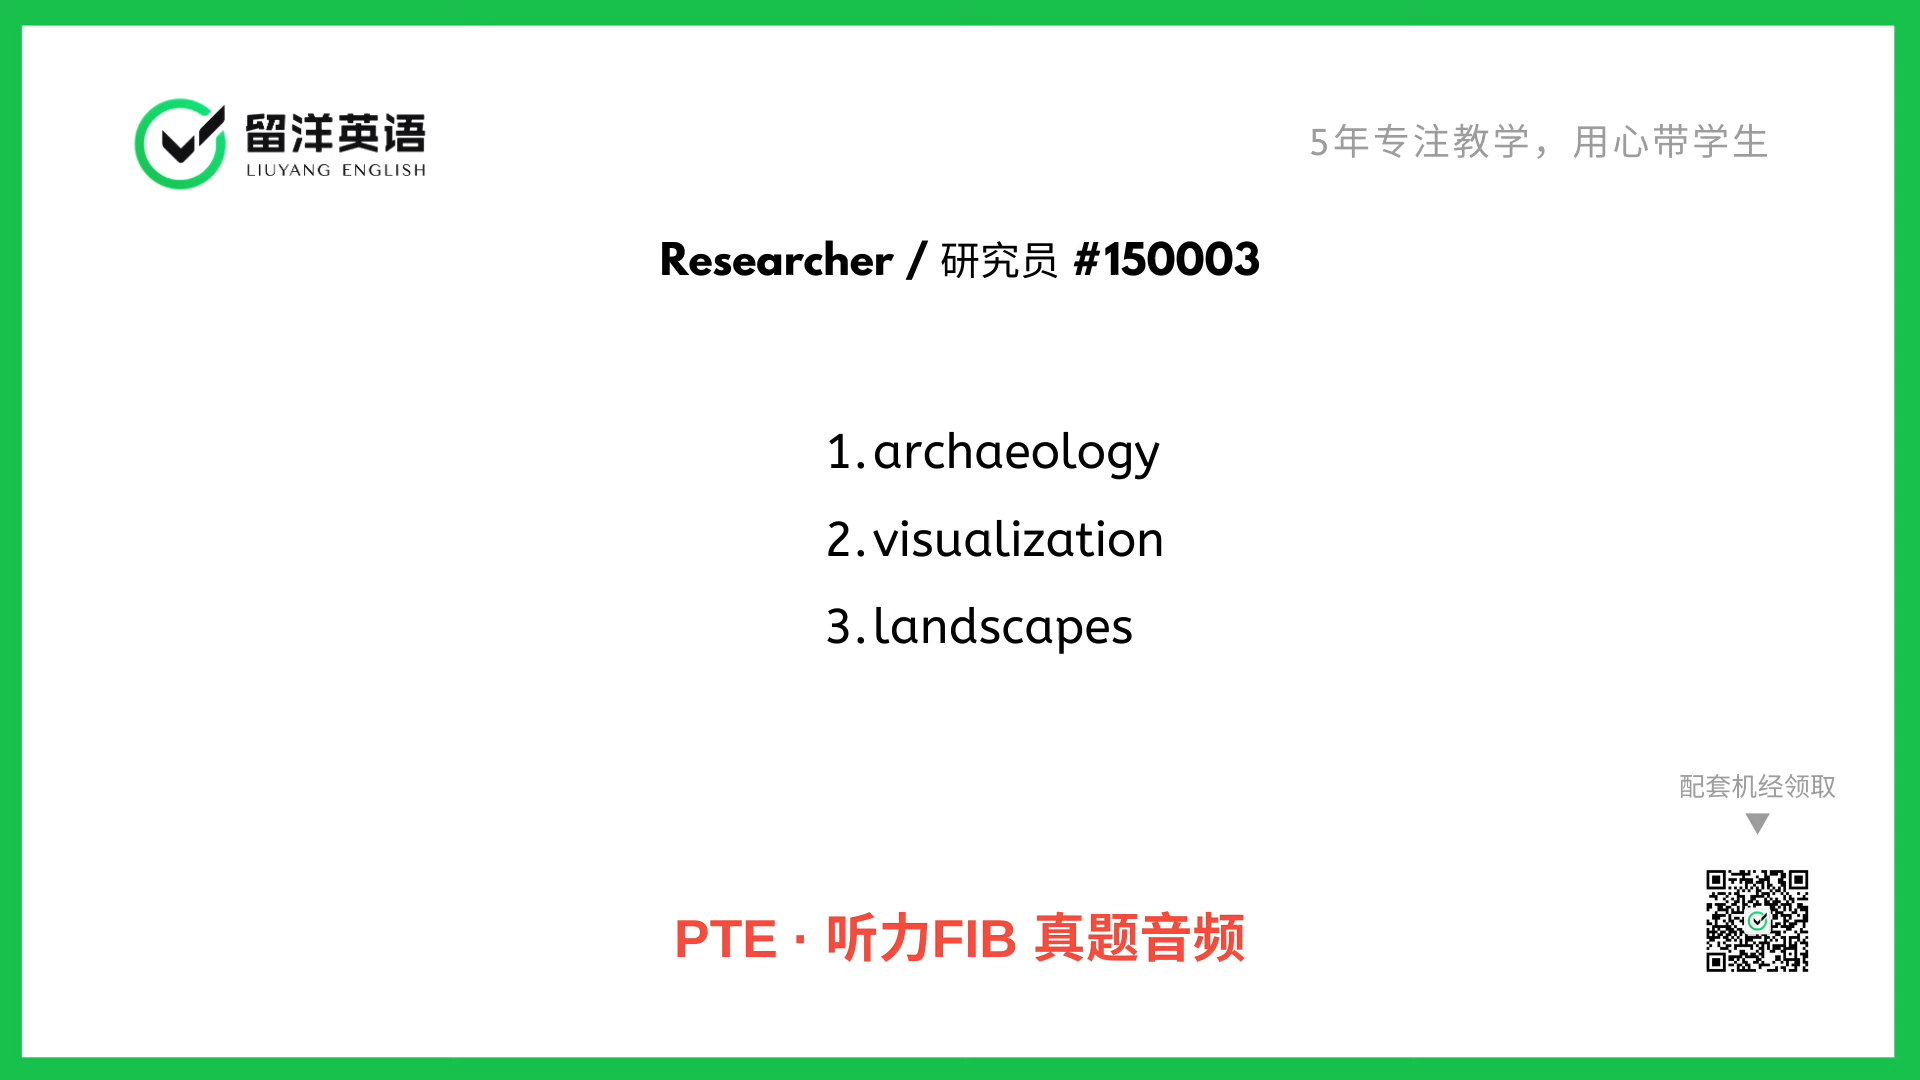 留洋英语
LIUYANG ENGLISH
5年专注教学，用心带学生
Researcher / 研究员 #150003
1. archaeology
2. visualization
3. landscapes
配套机经领取
PTE · 听力FIB 真题音频